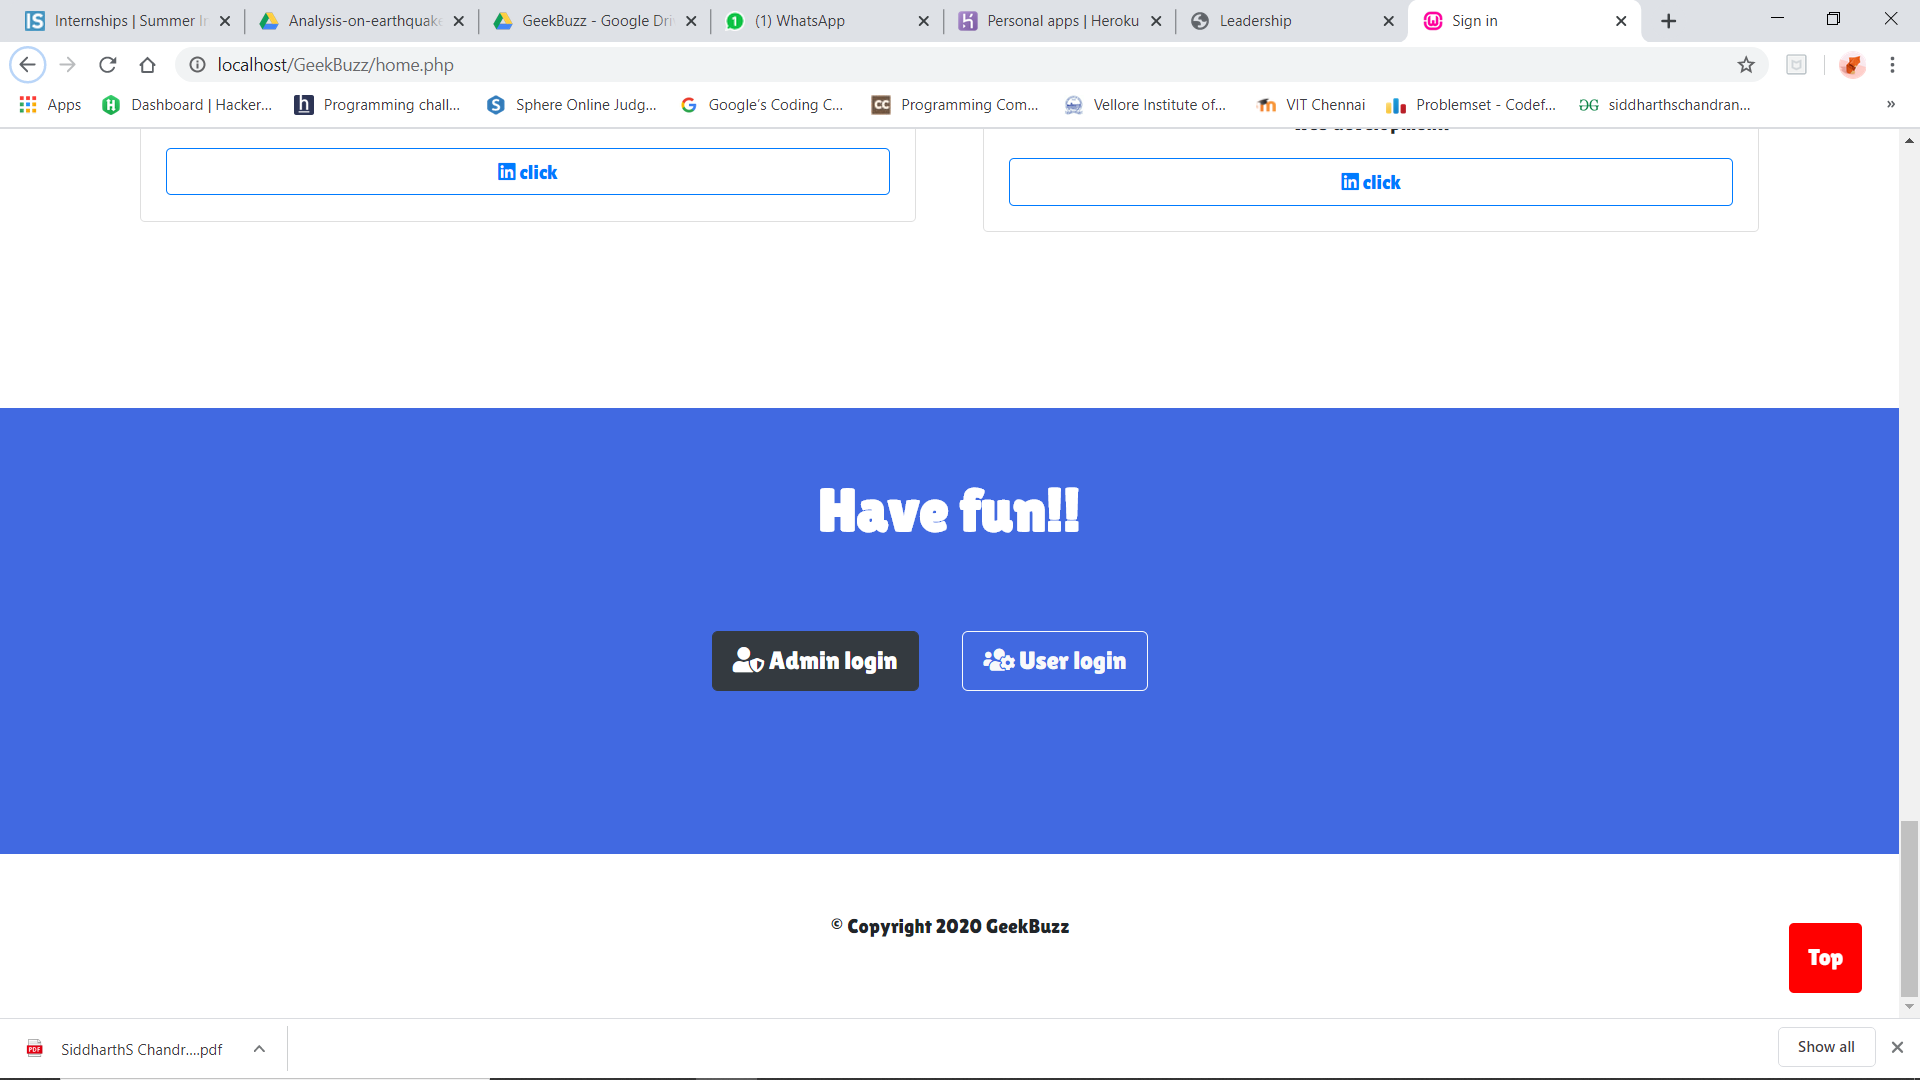 Internships | Summer I
Analysis-on-earthquake
GeekBuzz - Google Dri
(1) WhatsApp
Personal apps | Heroku
Leadership
Sign in
localhost/GeekBuzz/home.php
Apps
Dashboard | Hacker...
Programming chall...
Sphere Online Judg...
Google's Coding C...
Programming Com...
Vellore Institute of...
VIT Chennai
Problemset - Codef...
siddharthschandran...
»
click
click
Have fun!!
Admin login
User login
© Copyright 2020 GeekBuzz
Top
SiddharthS Chandr....pdf
Show all